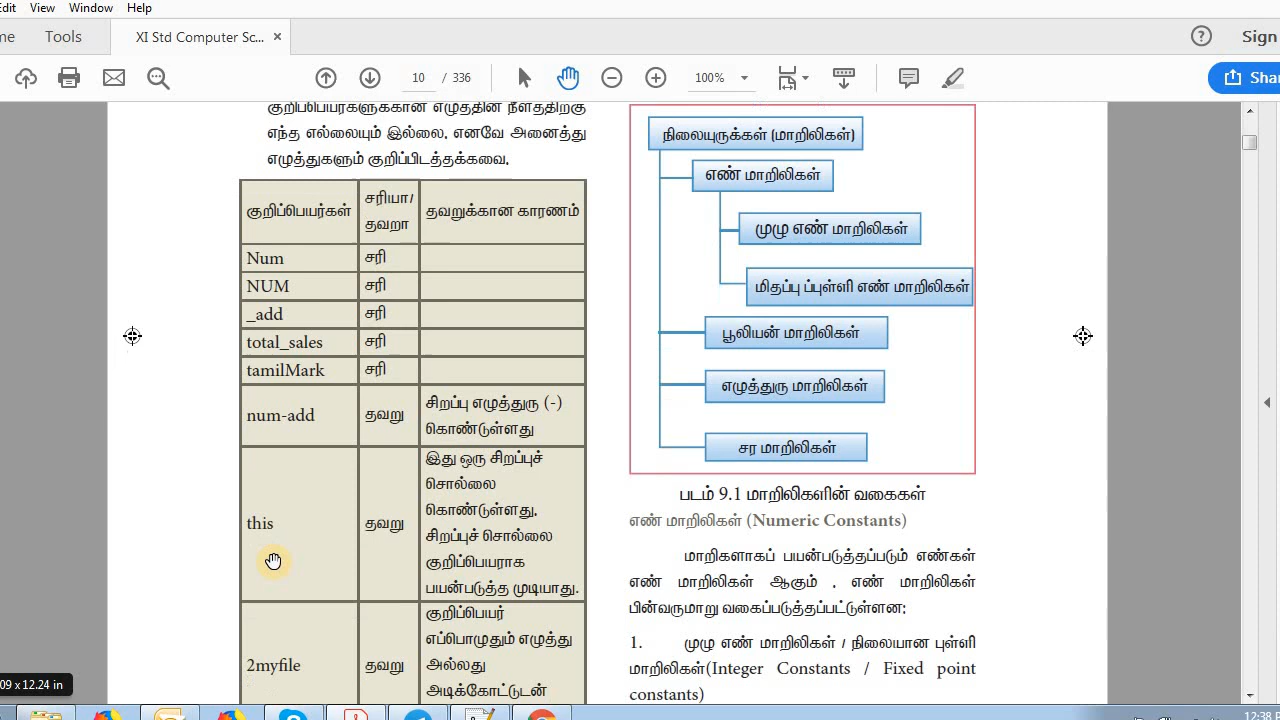 Edit View Window Help
Tools XI Std Computer Sc... × Sign
10 / 336 100%
குறிப்பெயர்களுக்கான எழுத்தின் நீளத்திற்கு
எந்த எல்லையும் இல்லை. எனவே அனைத்து
எழுத்துகளும் குறிப்பிடத்தக்கவை.
குறிப்பெயர்கள் சரியா/ தவறா தவறுக்கான காரணம்
Num சரி
NUM சரி
_add சரி
total_sales சரி
tamilMark சரி
num-add தவறு சிறப்பு எழுத்துரு (-)
கொண்டுள்ளது
this தவறு இது ஒரு சிறப்புச்
சொல்லை
கொண்டுள்ளது.
சிறப்புச் சொல்லை
குறிப்பெயராக
பயன்படுத்த முடியாது.
2myfile தவறு குறிப்பெயர்
எப்பொழுதும் எழுத்து
அல்லது
அடிக்கோட்டுடன்
நிலையுருக்கள் (மாறிலிகள்)
எண் மாறிலிகள்
முழு எண் மாறிலிகள்
மிதப்பு ப்புள்ளி எண் மாறிலிகள்
பூலியன் மாறிலிகள்
எழுத்துரு மாறிலிகள்
சர மாறிலிகள்
படம் 9.1 மாறிலிகளின் வகைகள்
எண் மாறிலிகள் (Numeric Constants)
மாறிகளாகப் பயன்படுத்தப்படும் எண்கள்
எண் மாறிலிகள் ஆகும் . எண் மாறிலிகள்
பின்வருமாறு வகைப்படுத்தப்பட்டுள்ளன:
1. முழு எண் மாறிலிகள் / நிலையான புள்ளி
மாறிலிகள்(Integer Constants / Fixed point
constants)
09 x 12.24 in
12:38 P